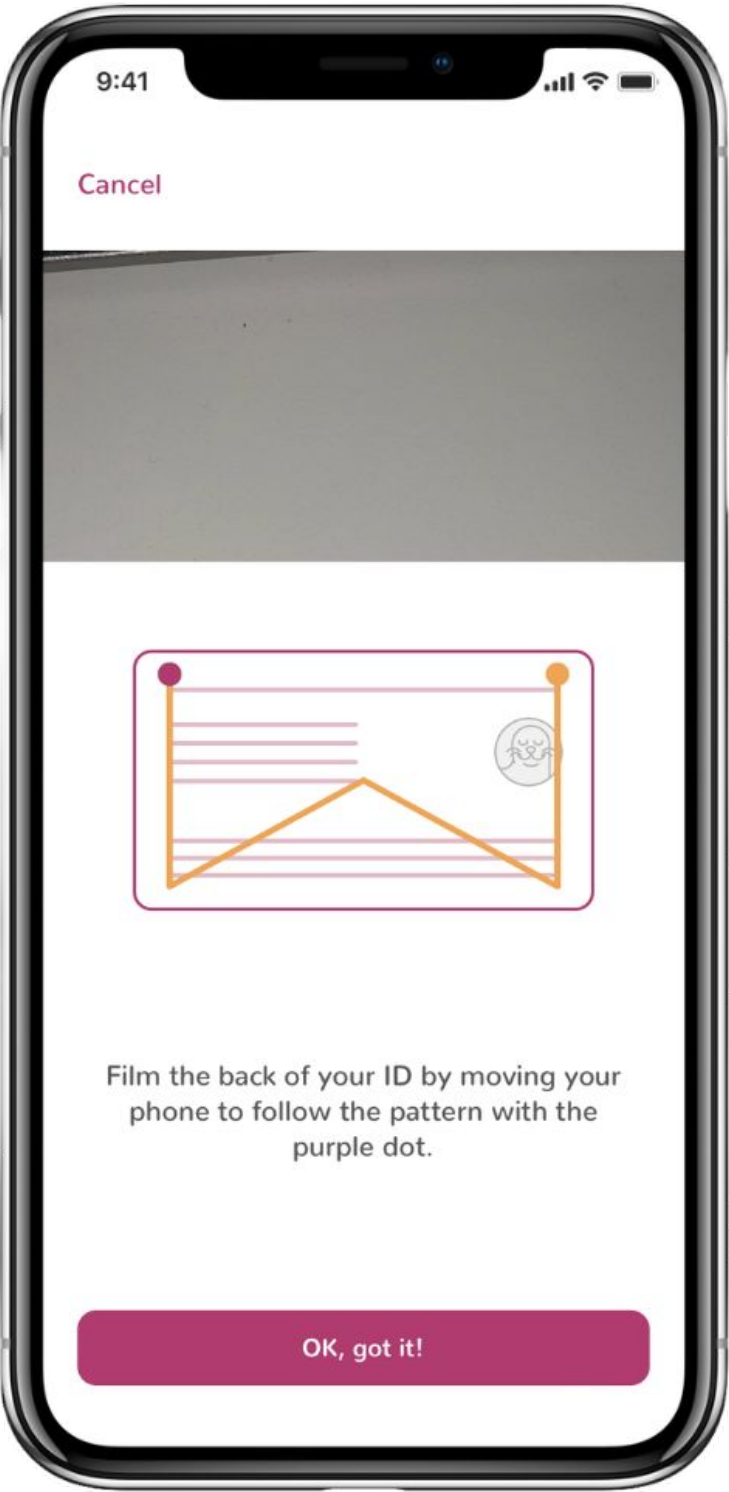 9:41
Cancel
Film the back of your ID by moving your
phone to follow the pattern with the
purple dot.
OK, got it!